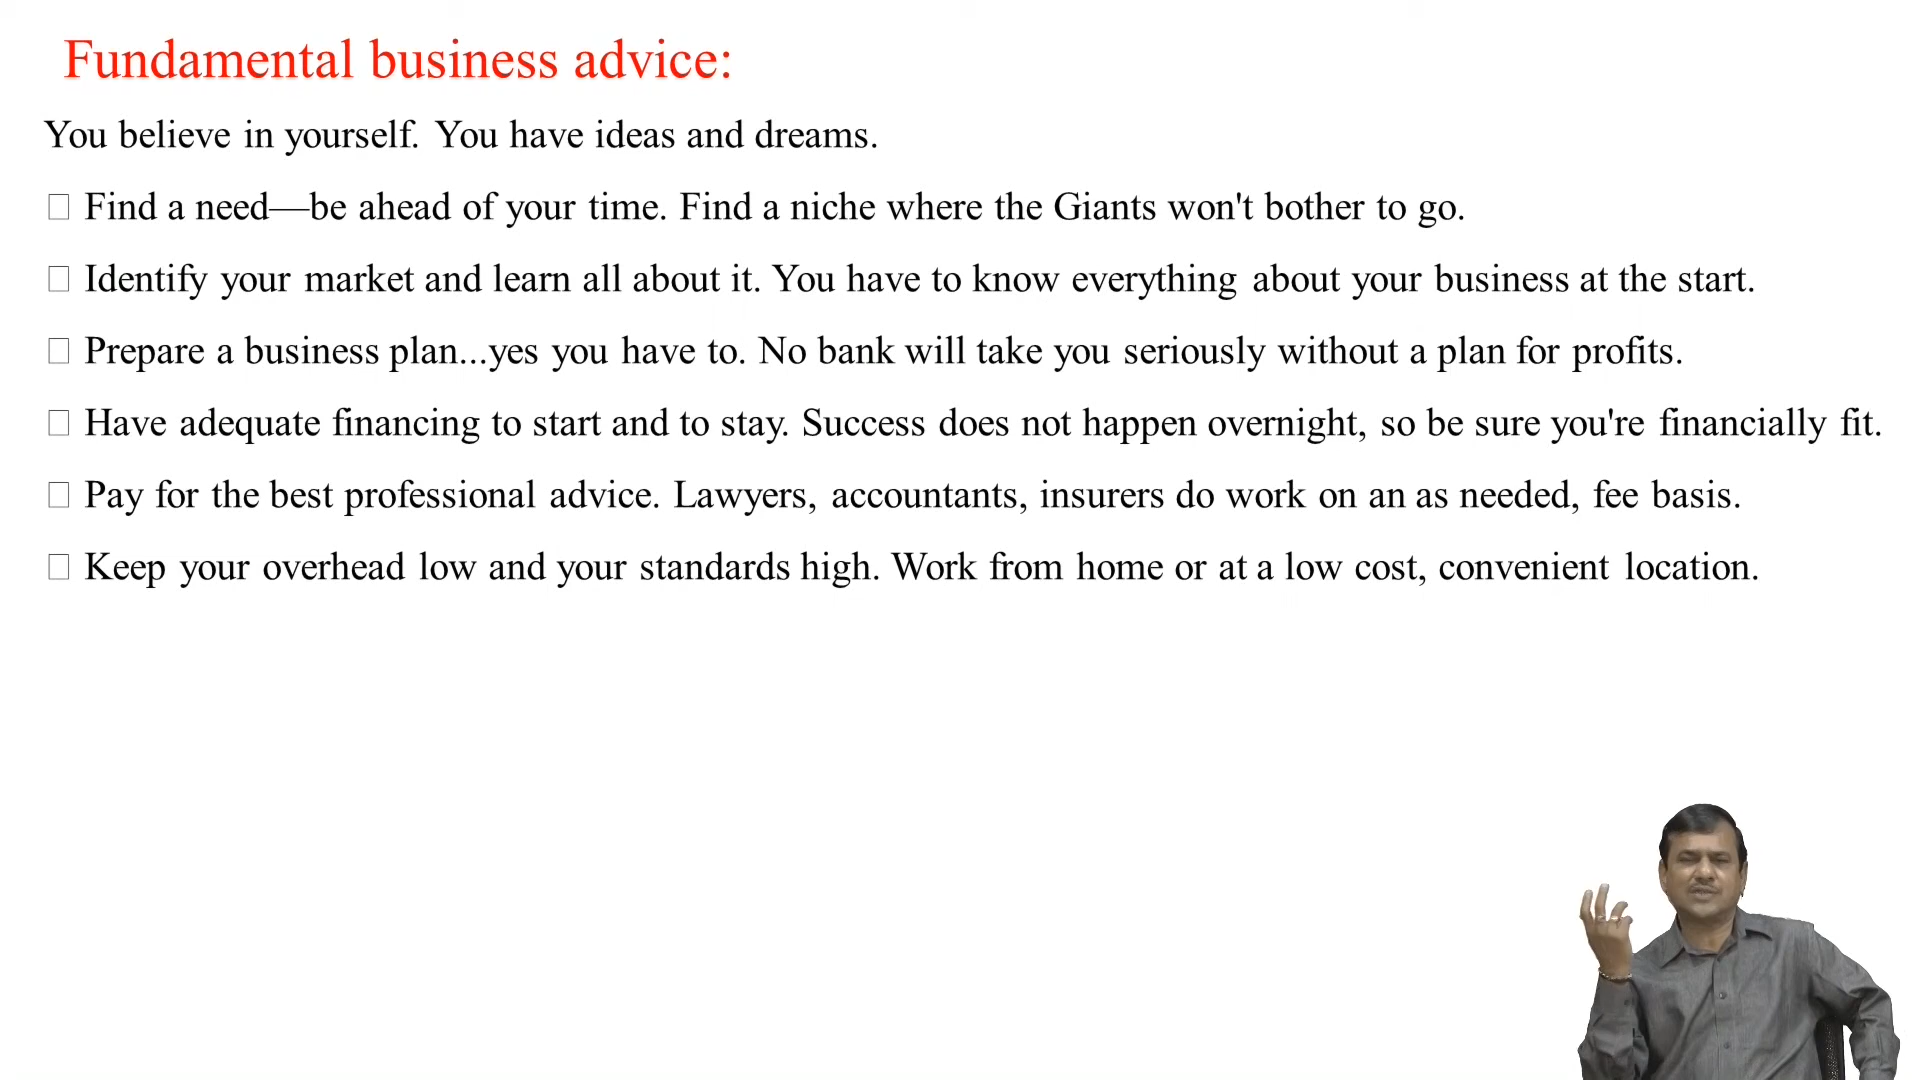 Fundamental business advice:
You believe in yourself. You have ideas and dreams.
□ Find a need—be ahead of your time. Find a niche where the Giants won't bother to go.
□ Identify your market and learn all about it. You have to know everything about your business at the start.
□ Prepare a business plan...yes you have to. No bank will take you seriously without a plan for profits.
□ Have adequate financing to start and to stay. Success does not happen overnight, so be sure you're financially fit.
□ Pay for the best professional advice. Lawyers, accountants, insurers do work on an as needed, fee basis.
□ Keep your overhead low and your standards high. Work from home or at a low cost, convenient location.